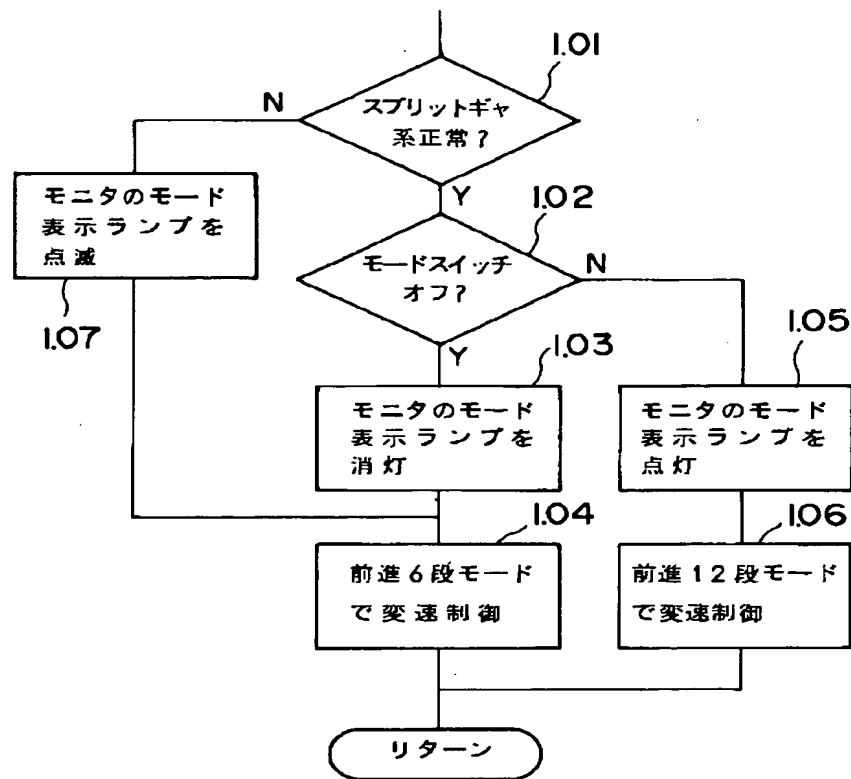 1.01
スプリットギャ
系正常?
N
Y
1.02
モニタのモード
表示ランプを
点滅
1.07
モードスイッチ
オフ?
N
Y
1.03
モニタのモード
表示ランプを
消灯
1.05
モニタのモード
表示ランプを
点灯
1.04
前進6段モード
で変速制御
1.06
前進12段モード
で変速制御
リターン